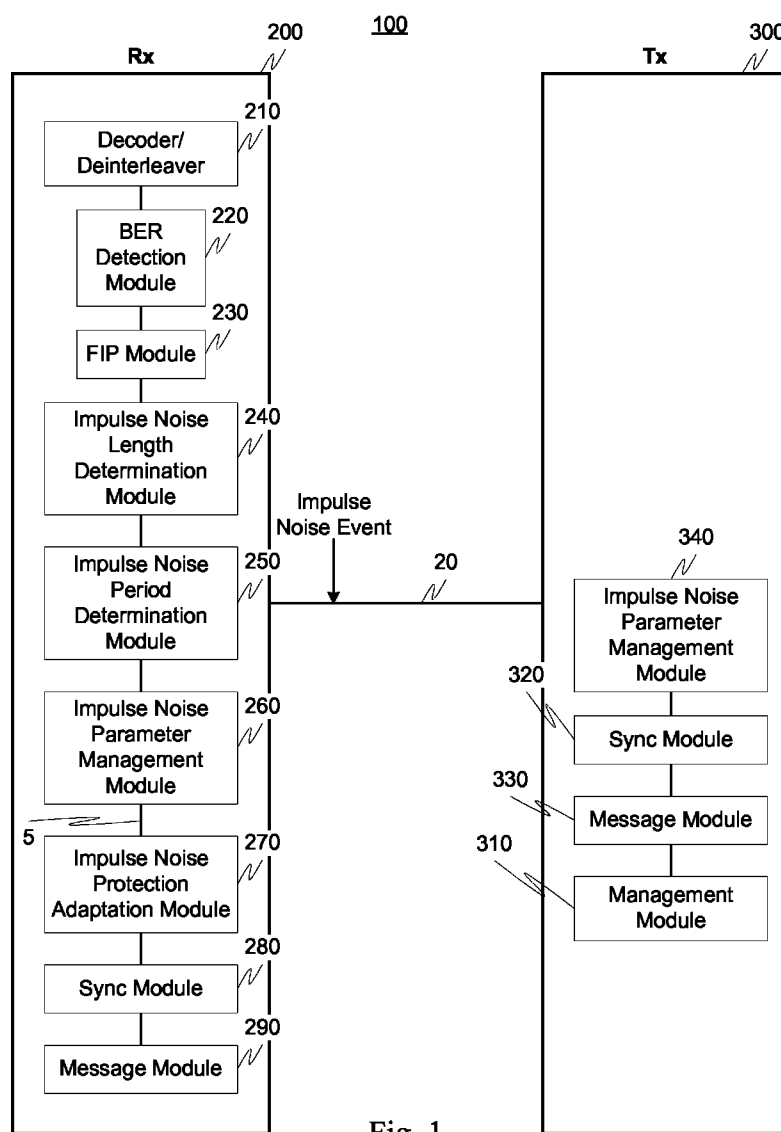 100
200
Rx
210
Decoder/
Deinterleaver
220
BER
Detection
Module
230
FIP Module
240
Impulse Noise
Length
Determination
Module
250
Impulse Noise
Period
Determination
Module
260
Impulse Noise
Parameter
Management
Module
5
270
Impulse Noise
Protection
Adaptation Module
280
Sync Module
290
Message Module
Impulse
Noise Event
20
300
Tx
340
Impulse Noise
Parameter
Management
Module
320
Sync Module
330
Message Module
310
Management
Module
Fig. 1